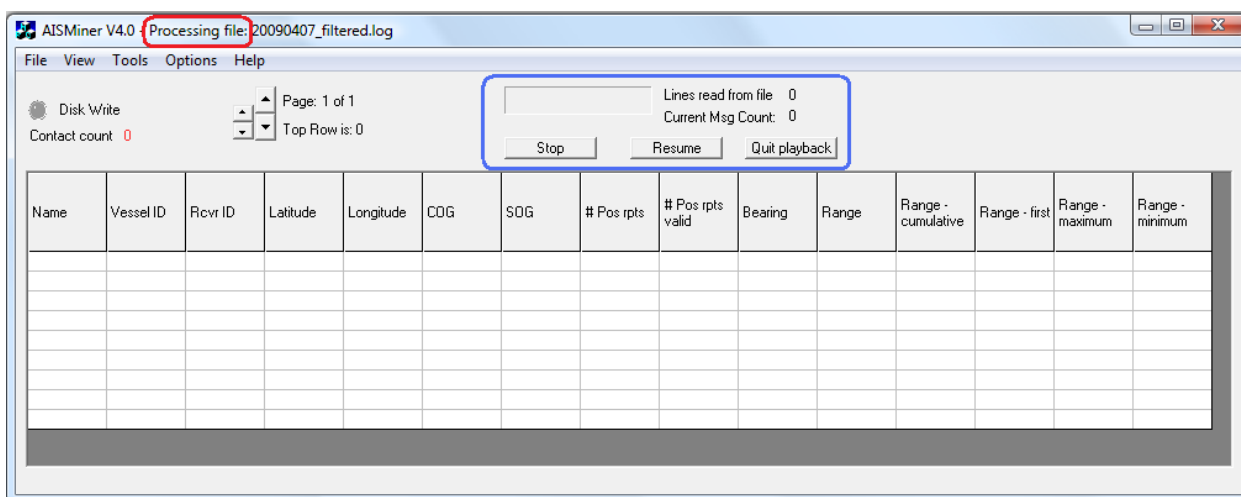 AISMiner V4.0 - Processing file: 20090407_filtered.log
File View Tools Options Help
Disk Write
Contact count 0
Page: 1 of 1
Top Row is: 0
Lines read from file 0
Current Msg Count: 0
Stop Resume Quit playback
Name Vessel ID Rcvr ID Latitude Longitude COG SOG # Pos rpts # Pos rpts valid Bearing Range Range - cumulative Range - first Range - maximum Range - minimum